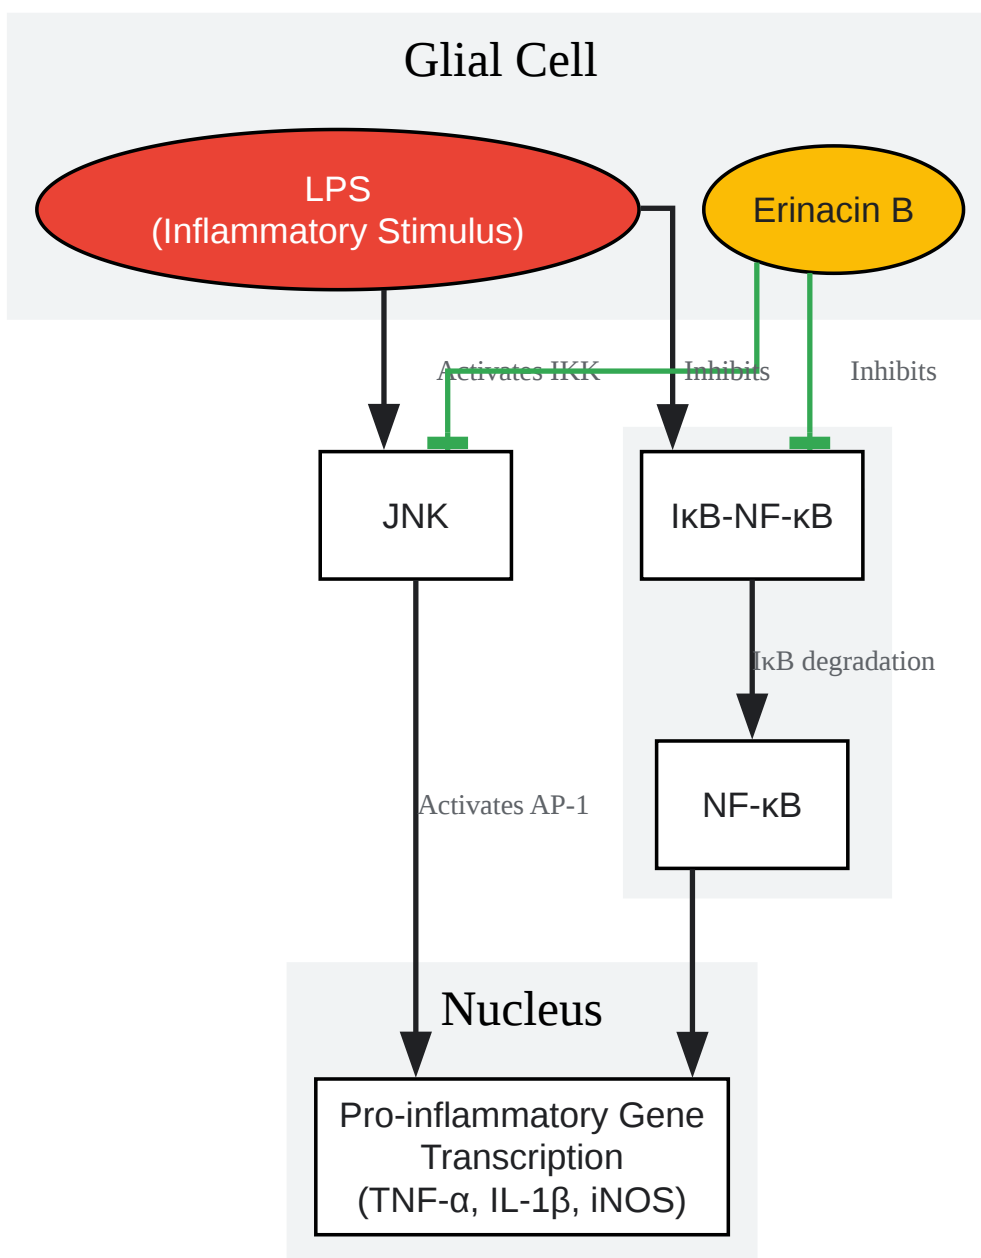 Glial Cell
LPS
(Inflammatory Stimulus)
Erinacin B
Activates IKK
Inhibits
Inhibits
JNK
IκB-NF-κB
IκB degradation
Activates AP-1
NF-κB
Nucleus
Pro-inflammatory Gene
Transcription
(TNF-α, IL-1β, iNOS)